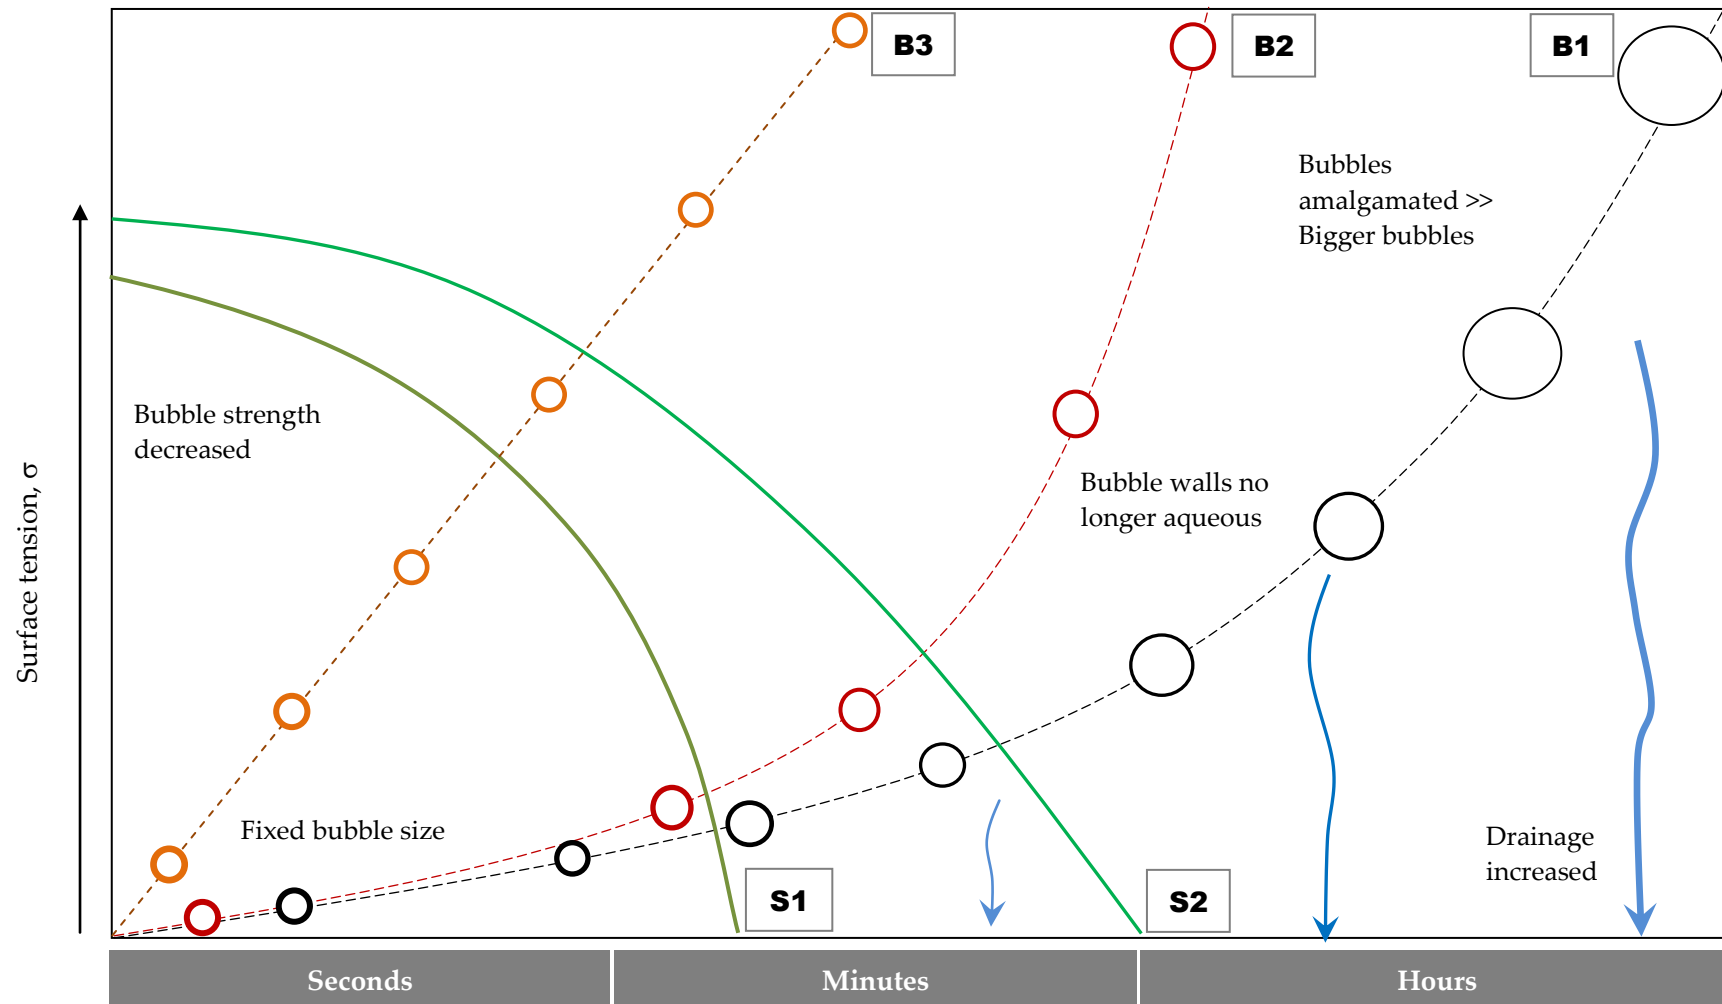 B3
B2
B1
Bubbles
amalgamated >>
Bigger bubbles
Bubble strength
decreased
Surface tension, σ
Bubble walls no
longer aqueous
Fixed bubble size
Drainage
increased
S1
S2
Seconds
Minutes
Hours